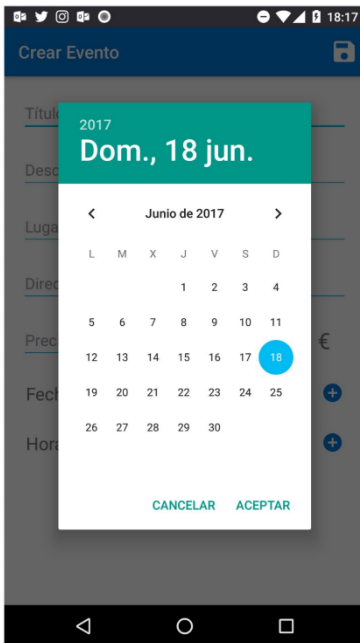 18:17
Crear Evento
Títul
2017
Dom., 18 jun.
Desc
Junio de 2017
Luga
L M X J V S D
1 2 3 4
Direc
5 6 7 8 9 10 11
Prec
€
12 13 14 15 16 17 18
Fech
19 20 21 22 23 24 25
Hora
26 27 28 29 30
CANCELAR ACEPTAR